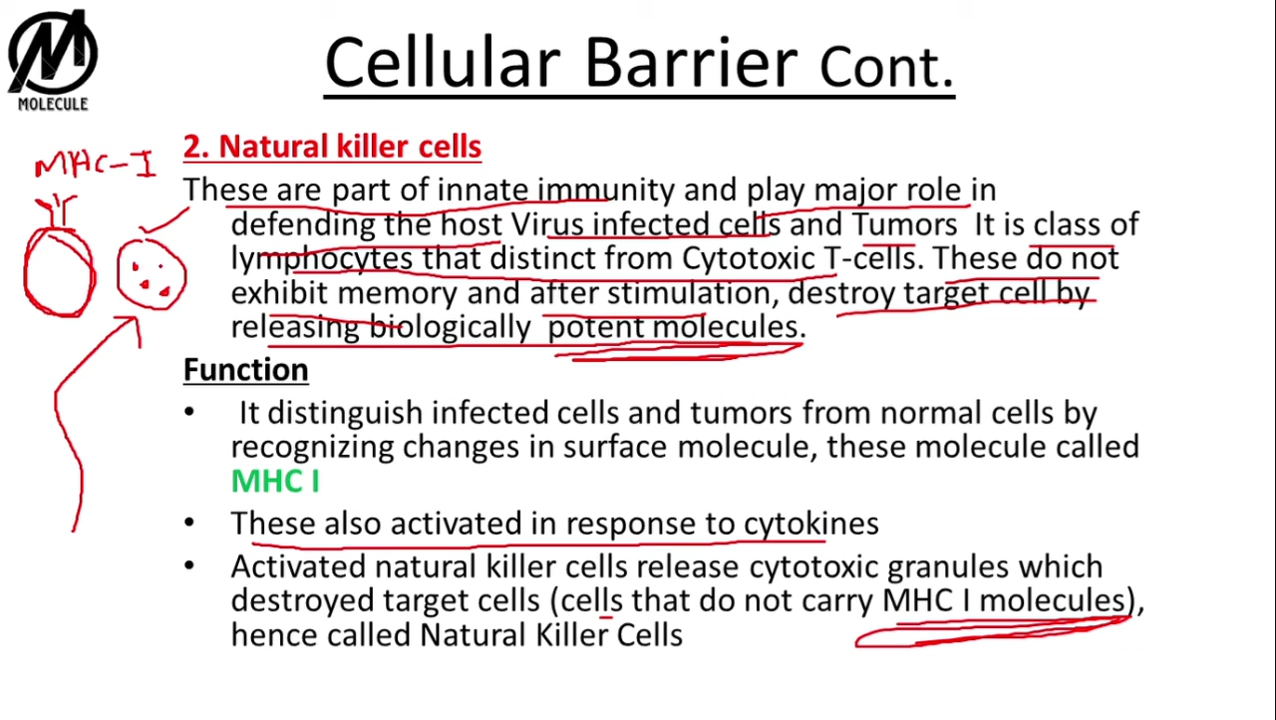 M
MOLECULE
Cellular Barrier Cont.
MHC-I
2. Natural killer cells
These are part of innate immunity and play major role in
defending the host Virus infected cells and Tumors It is class of
lymphocytes that distinct from Cytotoxic T-cells. These do not
exhibit memory and after stimulation, destroy target cell by
releasing biologically potent molecules.
Function
• It distinguish infected cells and tumors from normal cells by
recognizing changes in surface molecule, these molecule called
MHC I
• These also activated in response to cytokines
• Activated natural killer cells release cytotoxic granules which
destroyed target cells (cells that do not carry MHC I molecules),
hence called Natural Killer Cells